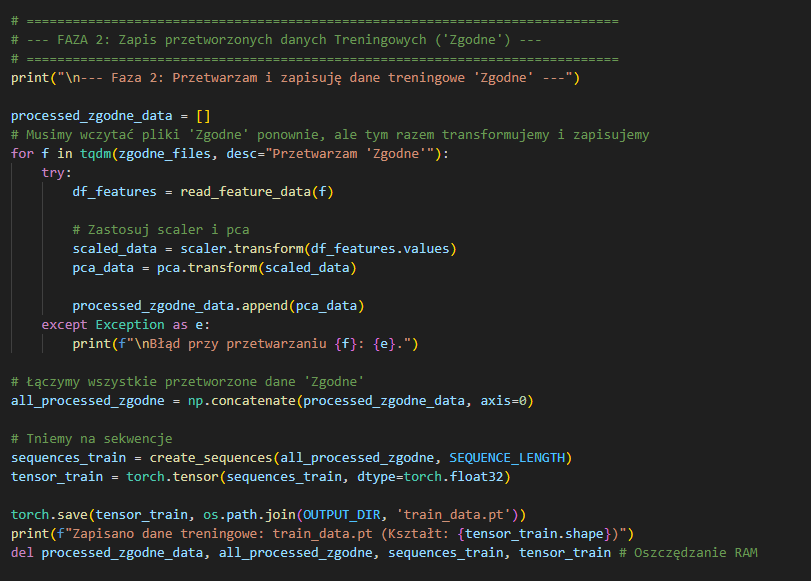 # =============================================================================
# --- FAZA 2: Zapis przetworzonych danych Treningowych ('Zgodne') ---
# =============================================================================
print("\n--- Faza 2: Przetwarzam i zapisuję dane treningowe 'Zgodne' ---")

processed_zgodne_data = []
# Musimy wczytać pliki 'Zgodne' ponownie, ale tym razem transformujemy i zapisujemy
for f in tqdm(zgodne_files, desc="Przetwarzam 'Zgodne'"):
    try:
        df_features = read_feature_data(f)

        # Zastosuj scaler i pca
        scaled_data = scaler.transform(df_features.values)
        pca_data = pca.transform(scaled_data)

        processed_zgodne_data.append(pca_data)
    except Exception as e:
        print(f"\nBłąd przy przetwarzaniu {f}: {e}.")

# Łączymy wszystkie przetworzone dane 'Zgodne'
all_processed_zgodne = np.concatenate(processed_zgodne_data, axis=0)

# Tniemy na sekwencje
sequences_train = create_sequences(all_processed_zgodne, SEQUENCE_LENGTH)
tensor_train = torch.tensor(sequences_train, dtype=torch.float32)

torch.save(tensor_train, os.path.join(OUTPUT_DIR, 'train_data.pt'))
print(f"Zapisano dane treningowe: train_data.pt (Kształt: {tensor_train.shape})")
del processed_zgodne_data, all_processed_zgodne, sequences_train, tensor_train # Oszczędzanie RAM